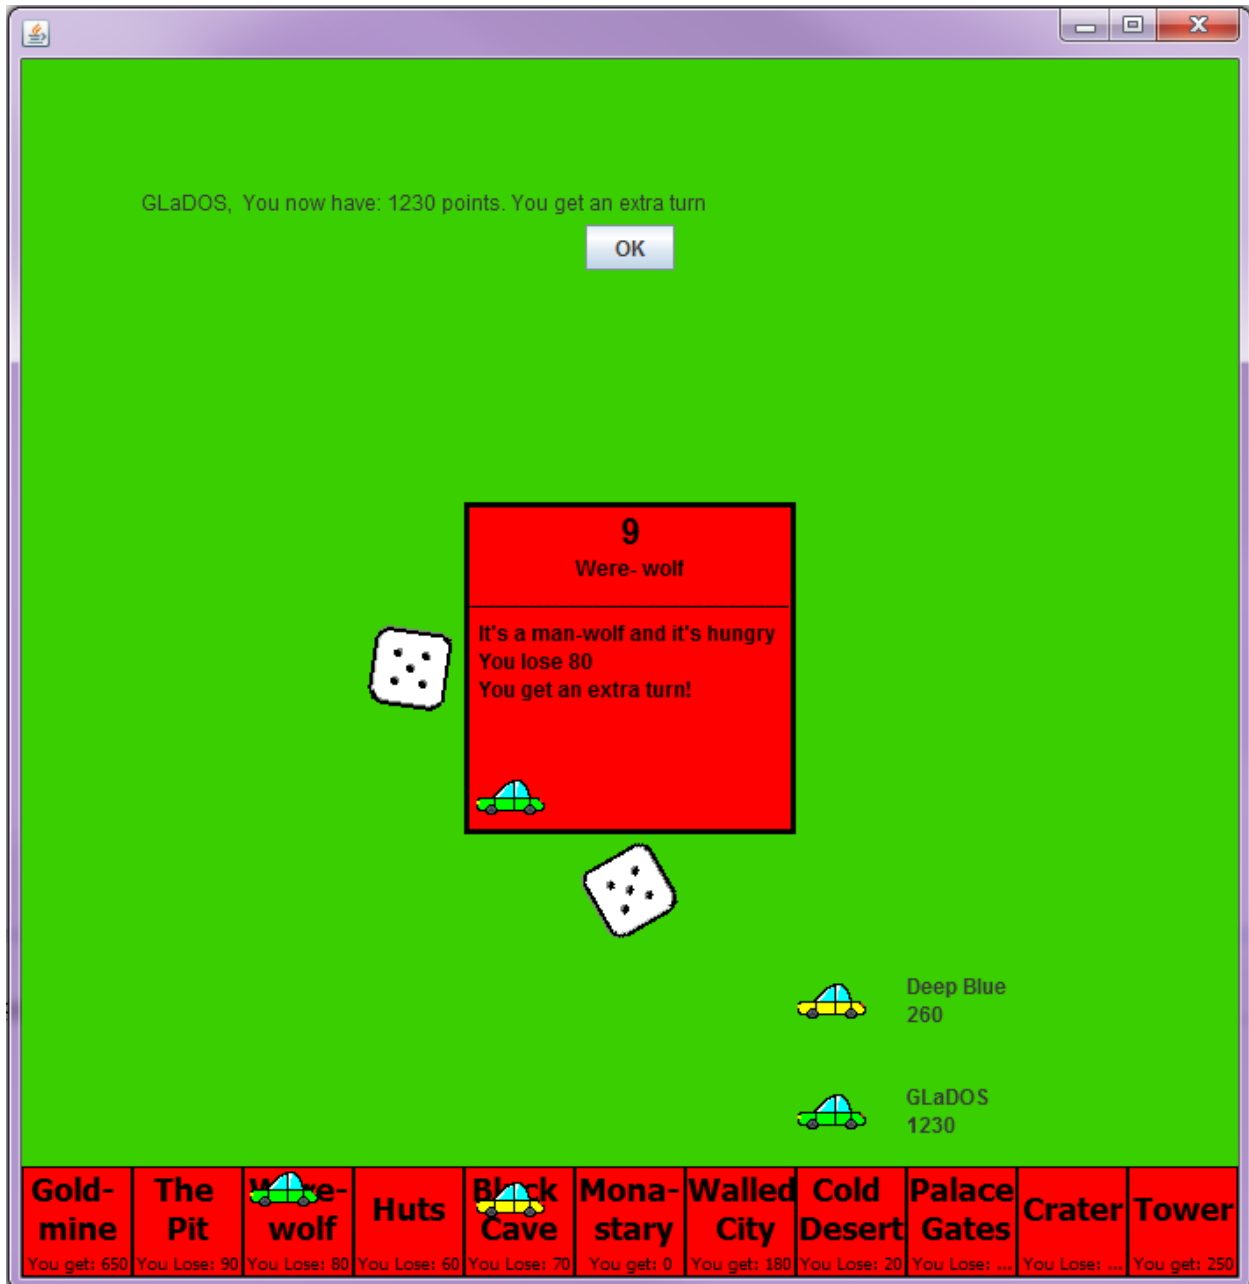 GLaDOS, You now have: 1230 points. You get an extra turn
OK
9
Were- wolf
It's a man-wolf and it's hungry
You lose 80
You get an extra turn!
Deep Blue
260
GLaDOS
1230
Gold-
mine
You get: 650
The
Pit
You Lose: 90
wolf
You Lose: 80
Huts
You Lose: 60
Black
Cave
You Lose: 70
Mona-
stary
You get: 0
Walled
City
You get: 180
Cold
Desert
You Lose: 20
Palace
Gates
You Lose: ...
Crater
You Lose: ...
Tower
You get: 250